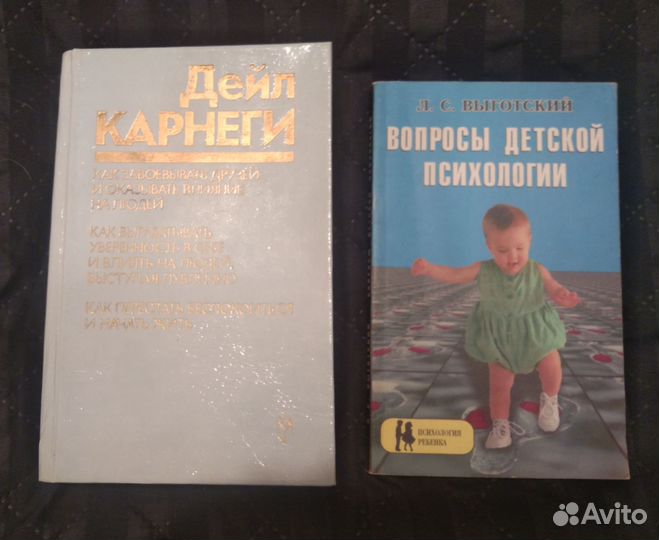 Дейл
КАРНЕГИ
КАК ЗАВОЕВЫВАТЬ ДРУЗЕЙ
И ОКАЗЫВАТЬ ВЛИЯНИЕ
НА ЛЮДЕЙ
КАК ВЫРАБАТЫВАТЬ
УВЕРЕННОСТЬ В СЕБЕ
И ВЛИЯТЬ НА ЛЮДЕЙ,
ВЫСТУПАЯ ПУБЛИЧНО
КАК ПЕРЕСТАТЬ БЕСПОКОИТЬСЯ
И НАЧАТЬ ЖИТЬ
Л. С. ВЫГОТСКИЙ
ВОПРОСЫ ДЕТСКОЙ
ПСИХОЛОГИИ
ПСИХОЛОГИЯ
РЕБЕНКА
Avito